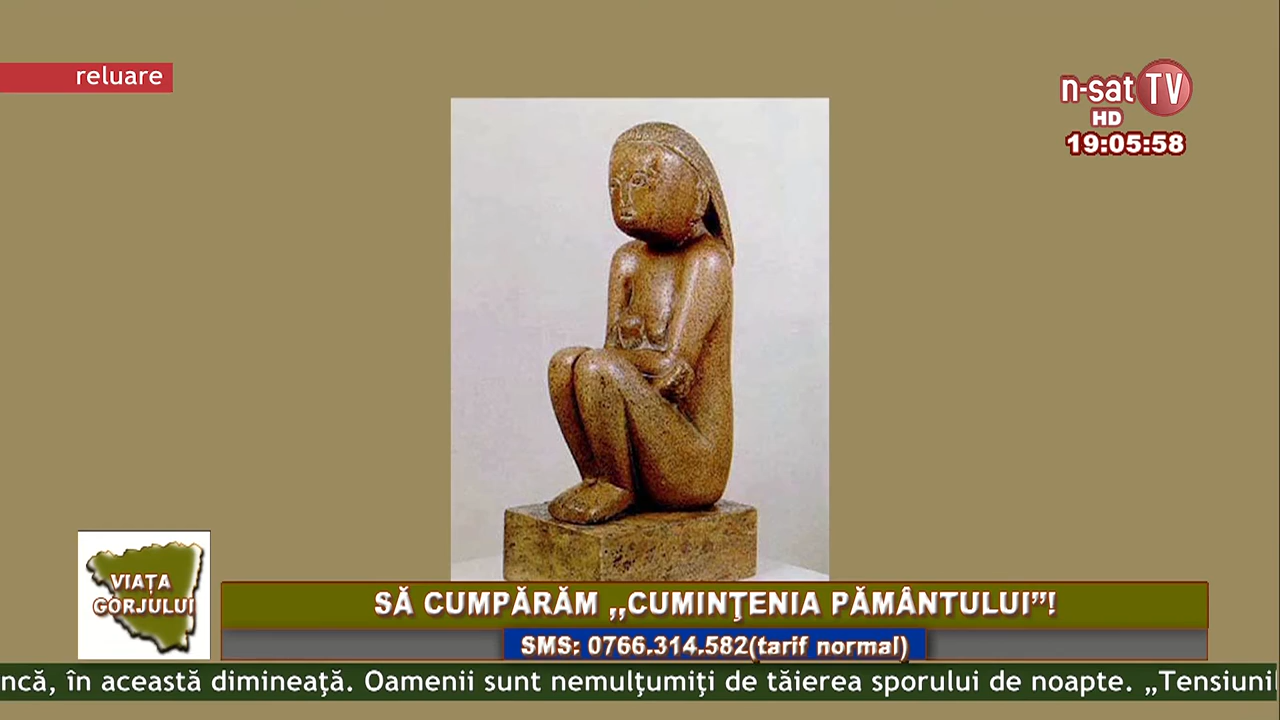 reluare
n-sat TV
HD
19:05:58
VIAŢA
GORJULUI
SĂ CUMPĂRĂM ,,CUMINŢENIA PĂMÂNTULUI”!
SMS: 0766.314.582(tarif normal)
ncă, în această dimineaţă. Oamenii sunt nemulţumiţi de tăierea sporului de noapte. „Tensiuni